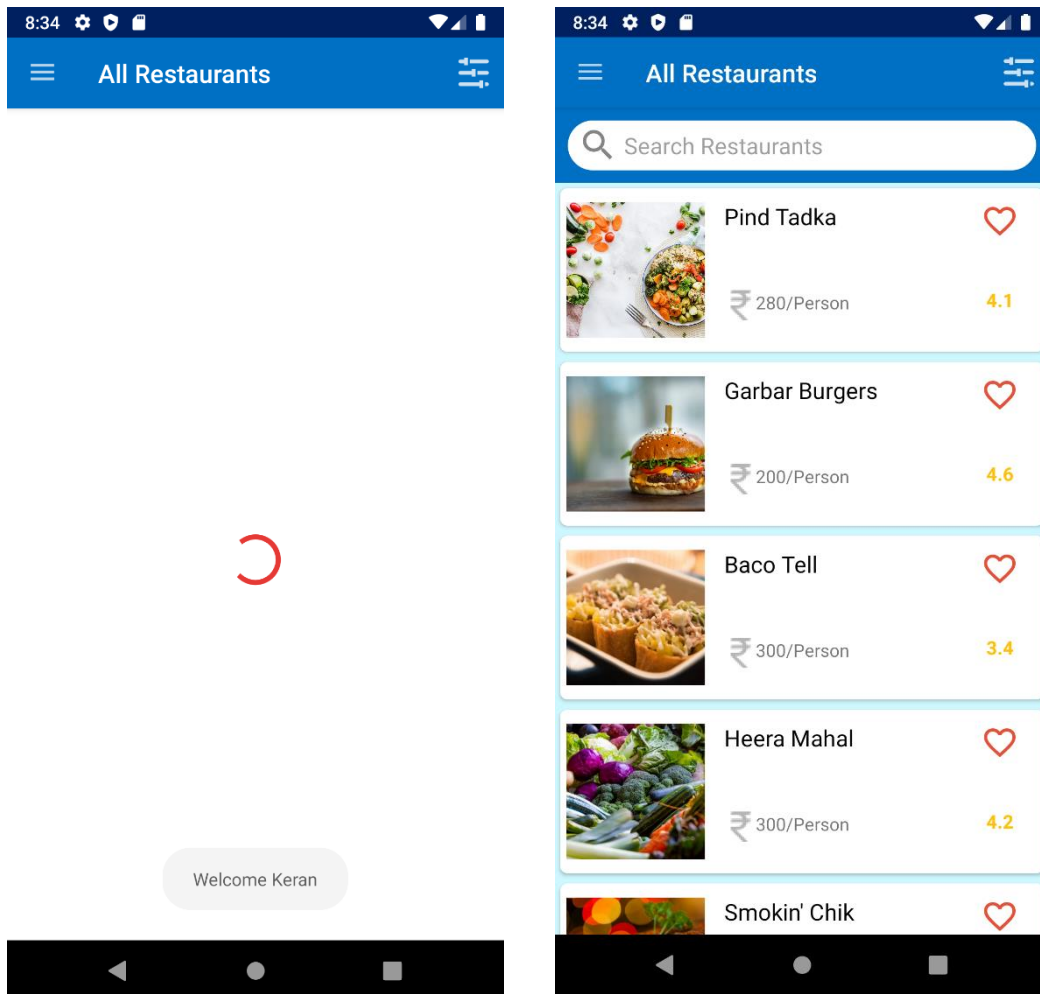 8:34
All Restaurants
Welcome Keran
8:34
All Restaurants
Search Restaurants
Pind Tadka
₹ 280/Person
4.1
Garbar Burgers
₹ 200/Person
4.6
Baco Tell
₹ 300/Person
3.4
Heera Mahal
₹ 300/Person
4.2
Smokin' Chik